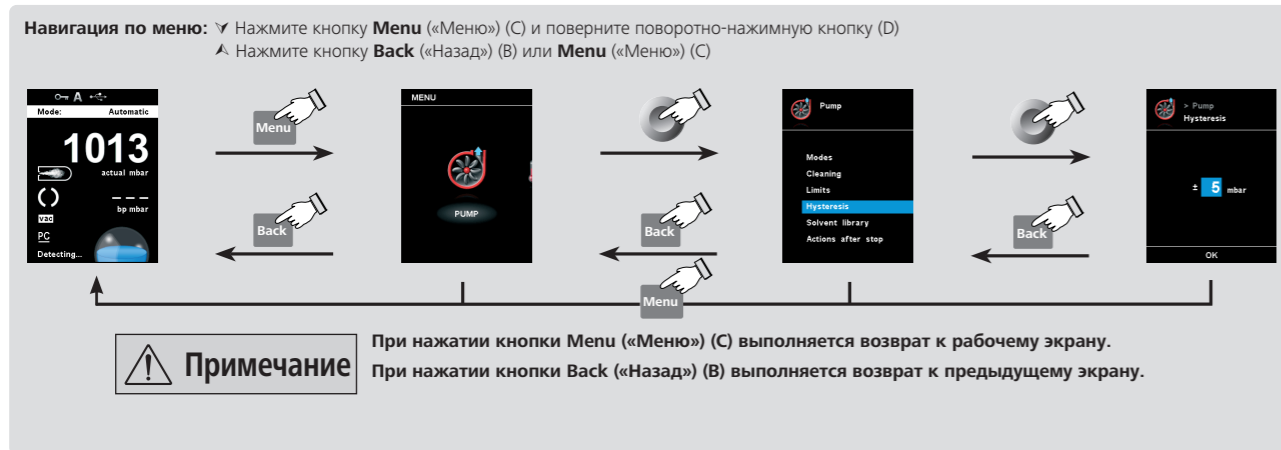 Навигация по меню: ⮟ Нажмите кнопку Menu («Меню») (C) и поверните поворотно-нажимную кнопку (D)
⮝ Нажмите кнопку Back («Назад») (B) или Menu («Меню») (C)
A
Mode: Automatic
1013
actual mbar
---
bp mbar
vac
PC
Detecting...
Menu
Back
MENU
PUMP
Back
Pump
Modes
Cleaning
Limits
Hysteresis
Solvent library
Actions after stop
Back
> Pump
Hysteresis
± 5 mbar
OK
Menu
Примечание
При нажатии кнопки Menu («Меню») (C) выполняется возврат к рабочему экрану.
При нажатии кнопки Back («Назад») (B) выполняется возврат к предыдущему экрану.